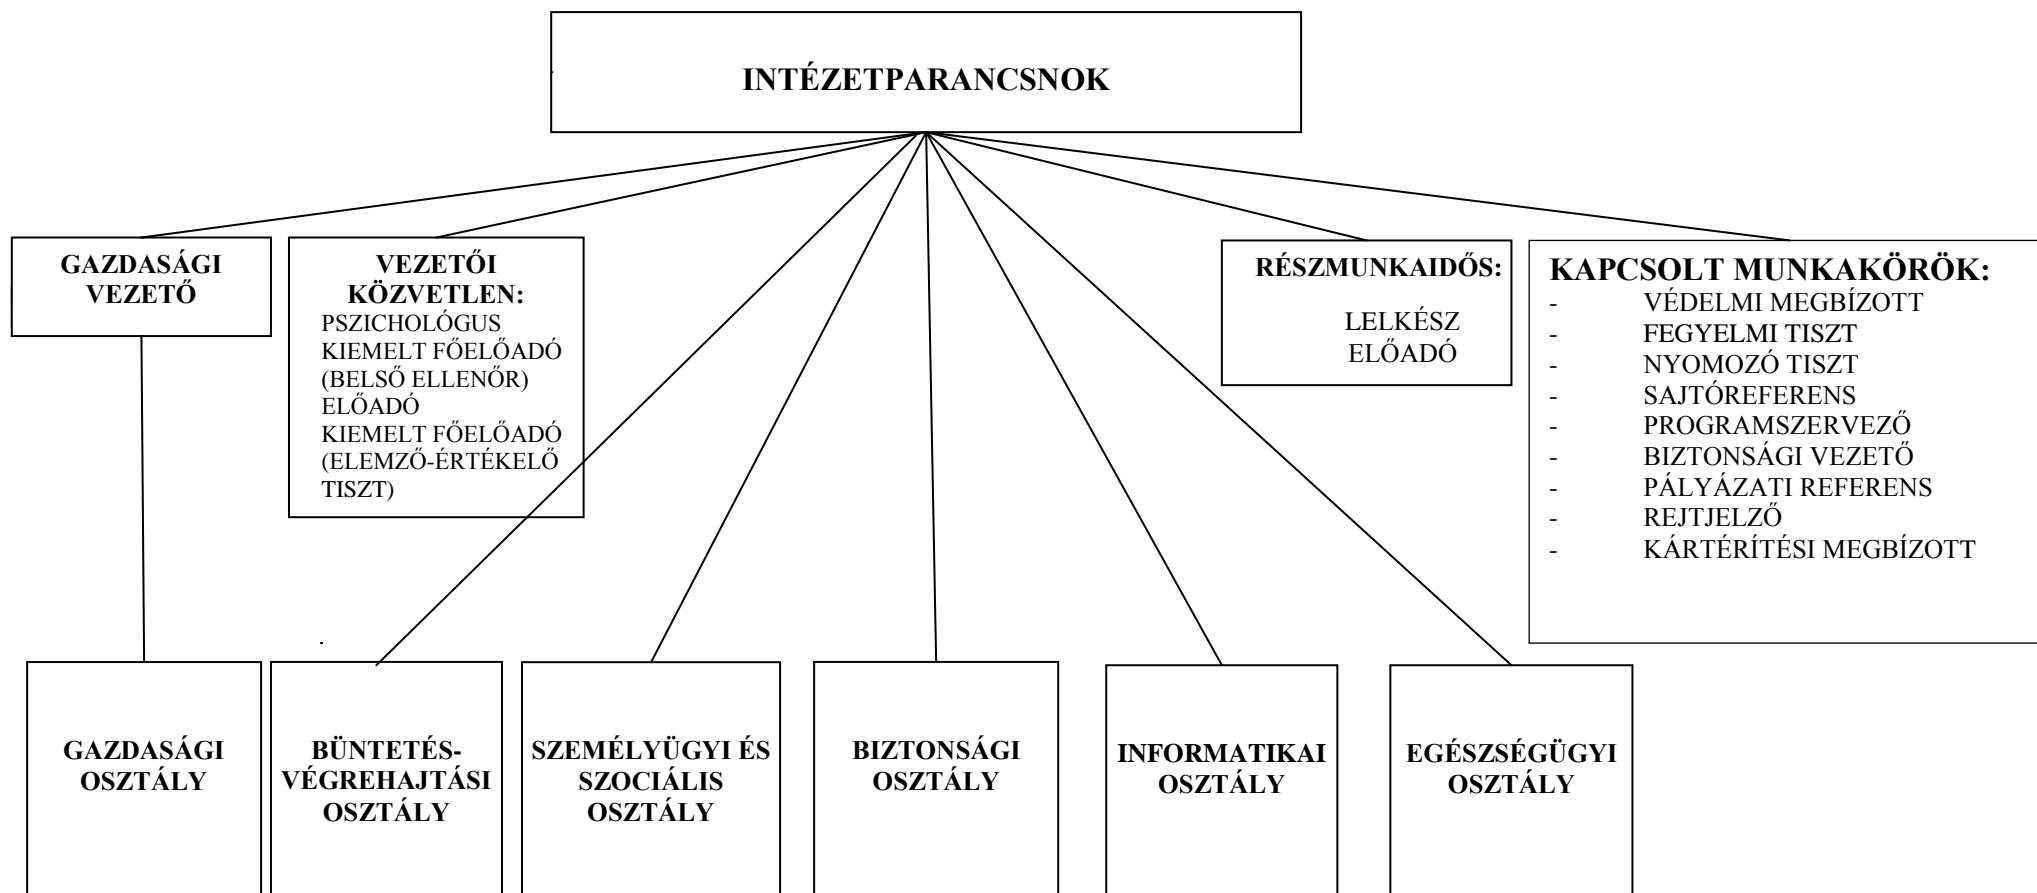 INTÉZETPARANCSNOK
GAZDASÁGI
VEZETŐ
VEZETŐI
KÖZVETLEN:
PSZICHOLÓGUS
KIEMELT FŐELŐADÓ
(BELSŐ ELLENŐR)
ELŐADÓ
KIEMELT FŐELŐADÓ
(ELEMZŐ-ÉRTÉKELŐ
TISZT)
RÉSZMUNKAIDŐS:
LELKÉSZ
ELŐADÓ
KAPCSOLT MUNKAKÖRÖK:
- VÉDELMI MEGBÍZOTT
- FEGYELMI TISZT
- NYOMOZÓ TISZT
- SAJTÓREFERENS
- PROGRAMSZERVEZŐ
- BIZTONSÁGI VEZETŐ
- PÁLYÁZATI REFERENS
- REJTJELZŐ
- KÁRTÉRÍTÉSI MEGBÍZOTT
GAZDASÁGI
OSZTÁLY
BÜNTETÉS-
VÉGREHAJTÁSI
OSZTÁLY
SZEMÉLYÜGYI ÉS
SZOCIÁLIS
OSZTÁLY
BIZTONSÁGI
OSZTÁLY
INFORMATIKAI
OSZTÁLY
EGÉSZSÉGÜGYI
OSZTÁLY